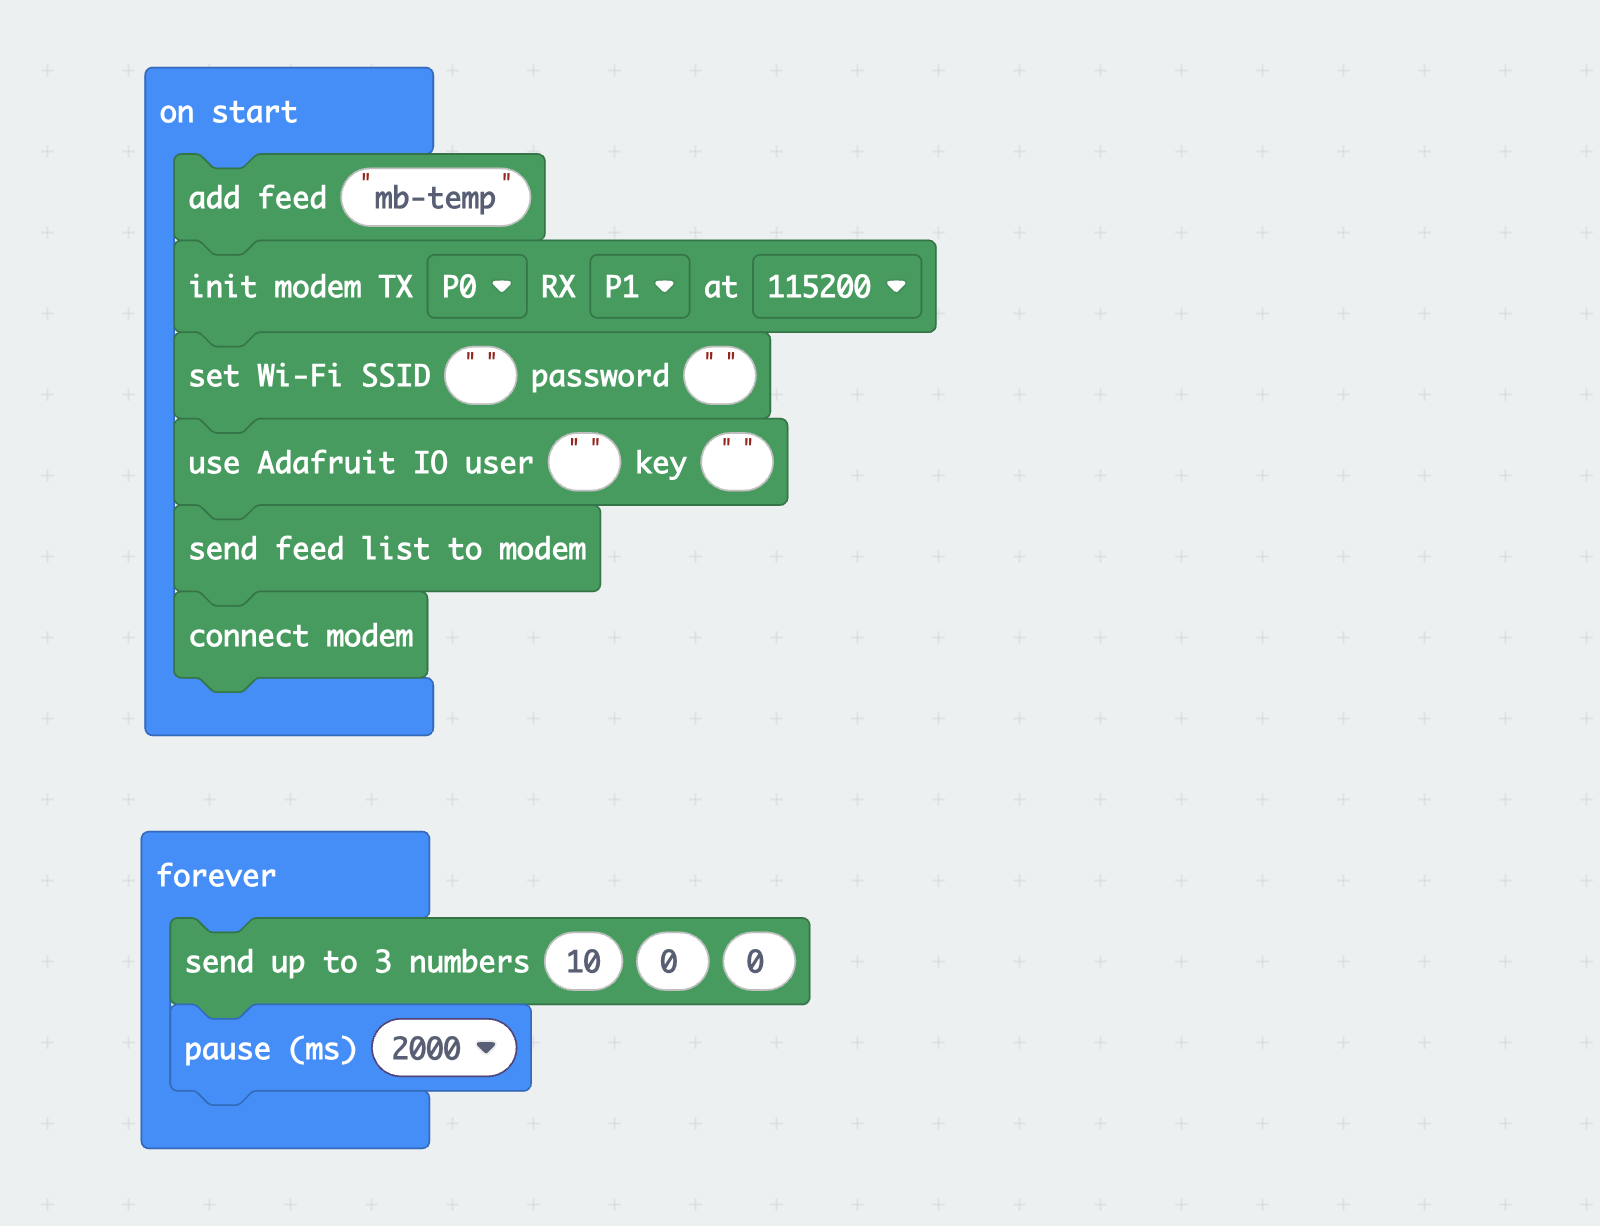 on start
add feed "mb-temp"
init modem TX P0 RX P1 at 115200
set Wi-Fi SSID " " password " "
use Adafruit IO user " " key " "
send feed list to modem
connect modem
forever
send up to 3 numbers 10 0 0
pause (ms) 2000